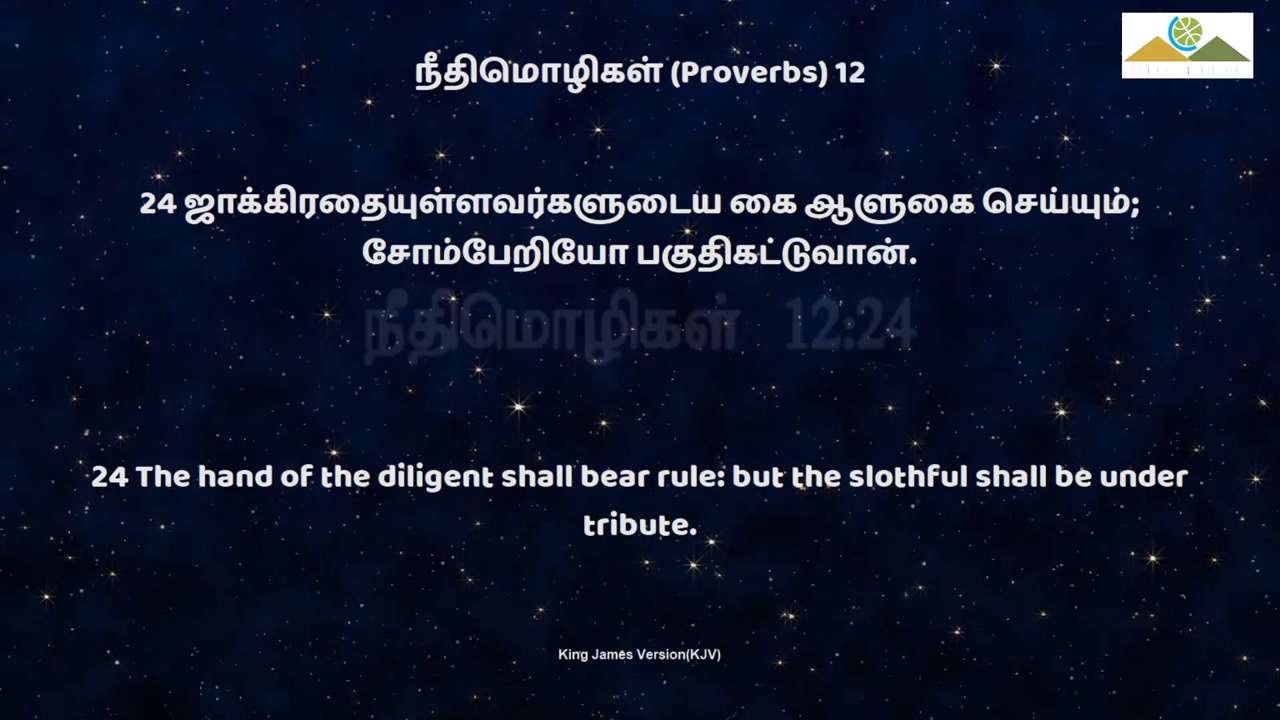 நீதிமொழிகள் (Proverbs) 12
24 ஜாக்கிரதையுள்ளவர்களுடைய கை ஆளுகை செய்யும்;
சோம்பேறியோ பகுதிகட்டுவான்.
நீதிமொழிகள் 12:24
24 The hand of the diligent shall bear rule: but the slothful shall be under
tribute.
King James Version(KJV)